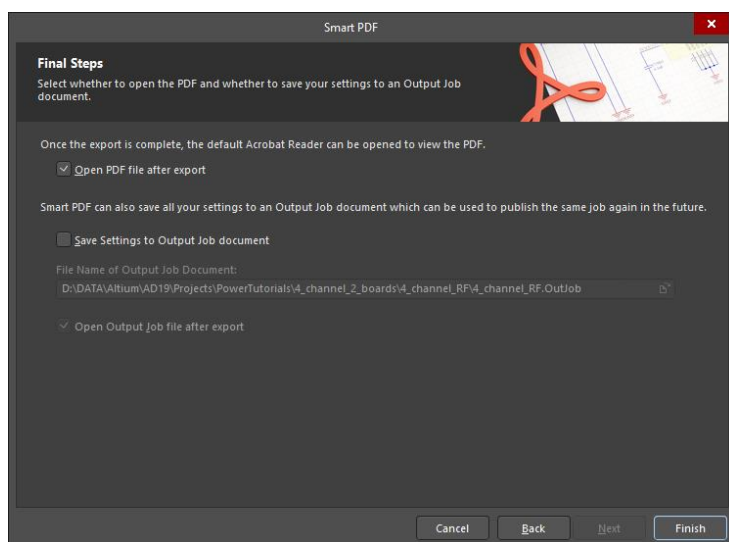 Smart PDF
Final Steps
Select whether to open the PDF and whether to save your settings to an Output Job
document.
Once the export is complete, the default Acrobat Reader can be opened to view the PDF.
Open PDF file after export
Smart PDF can also save all your settings to an Output Job document which can be used to publish the same job again in the future.
Save Settings to Output Job document
File Name of Output Job Document:
D:\DATA\Altium\AD19\Projects\PowerTutorials\4_channel_2_boards\4_channel_RF\4_channel_RF.OutJob
Open Output Job file after export
Cancel Back Next Finish